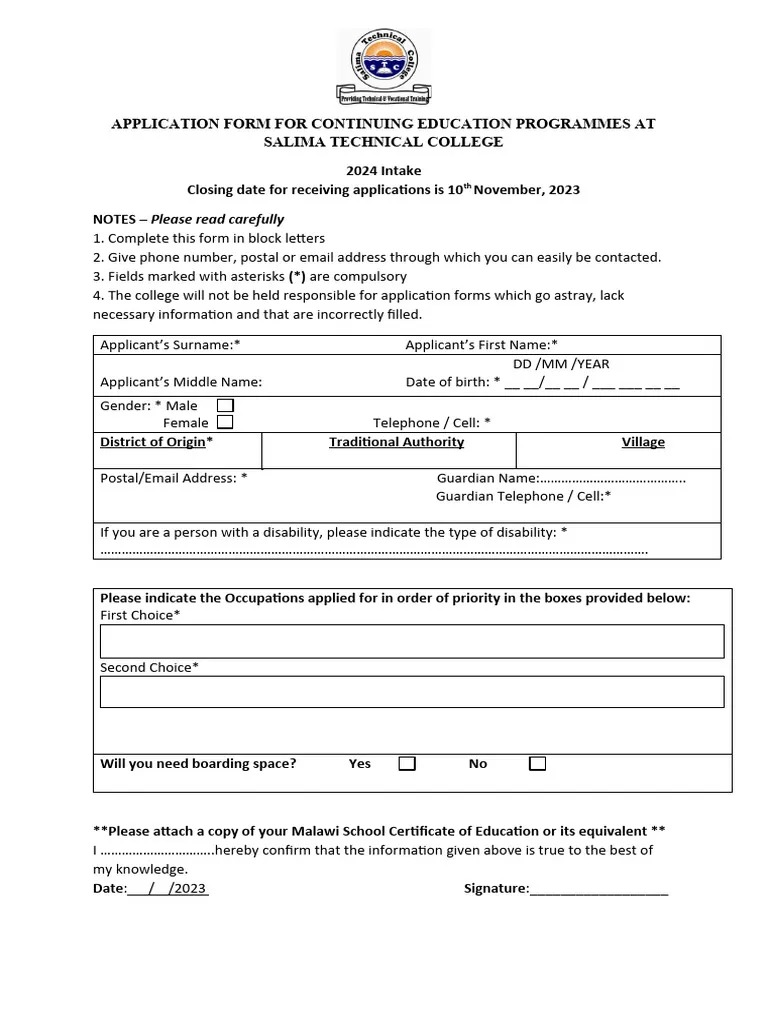 Salima Technical College
S T C
Providing Technical & Vocational Training
APPLICATION FORM FOR CONTINUING EDUCATION PROGRAMMES AT
SALIMA TECHNICAL COLLEGE
2024 Intake
Closing date for receiving applications is 10th November, 2023
NOTES – Please read carefully
1. Complete this form in block letters
2. Give phone number, postal or email address through which you can easily be contacted.
3. Fields marked with asterisks (*) are compulsory
4. The college will not be held responsible for application forms which go astray, lack
necessary information and that are incorrectly filled.
Applicant's Surname:* Applicant's First Name:*
DD /MM /YEAR
Applicant's Middle Name: Date of birth: * __ __/__ __ / ___ ___ __ __
Gender: * Male
Female Telephone / Cell: *
District of Origin* Traditional Authority Village
Postal/Email Address: * Guardian Name:…………………………………..
Guardian Telephone / Cell:*
If you are a person with a disability, please indicate the type of disability: *
……………………………………………………………………………………………………………………………………….
Please indicate the Occupations applied for in order of priority in the boxes provided below:
First Choice*
Second Choice*
Will you need boarding space? Yes No
**Please attach a copy of your Malawi School Certificate of Education or its equivalent **
I …………………………..hereby confirm that the information given above is true to the best of
my knowledge.
Date:___/__/2023 Signature:___________________